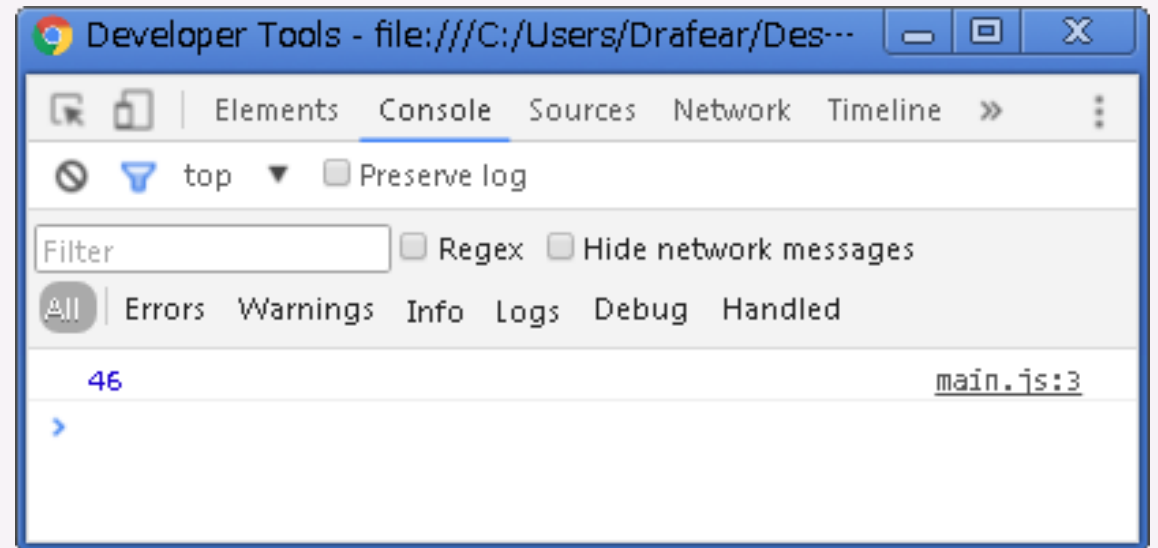 Developer Tools - file:///C:/Users/Drafear/Des···
Elements Console Sources Network Timeline »
top ▼ Preserve log
Filter Regex Hide network messages
All Errors Warnings Info Logs Debug Handled
46 main.js:3
>